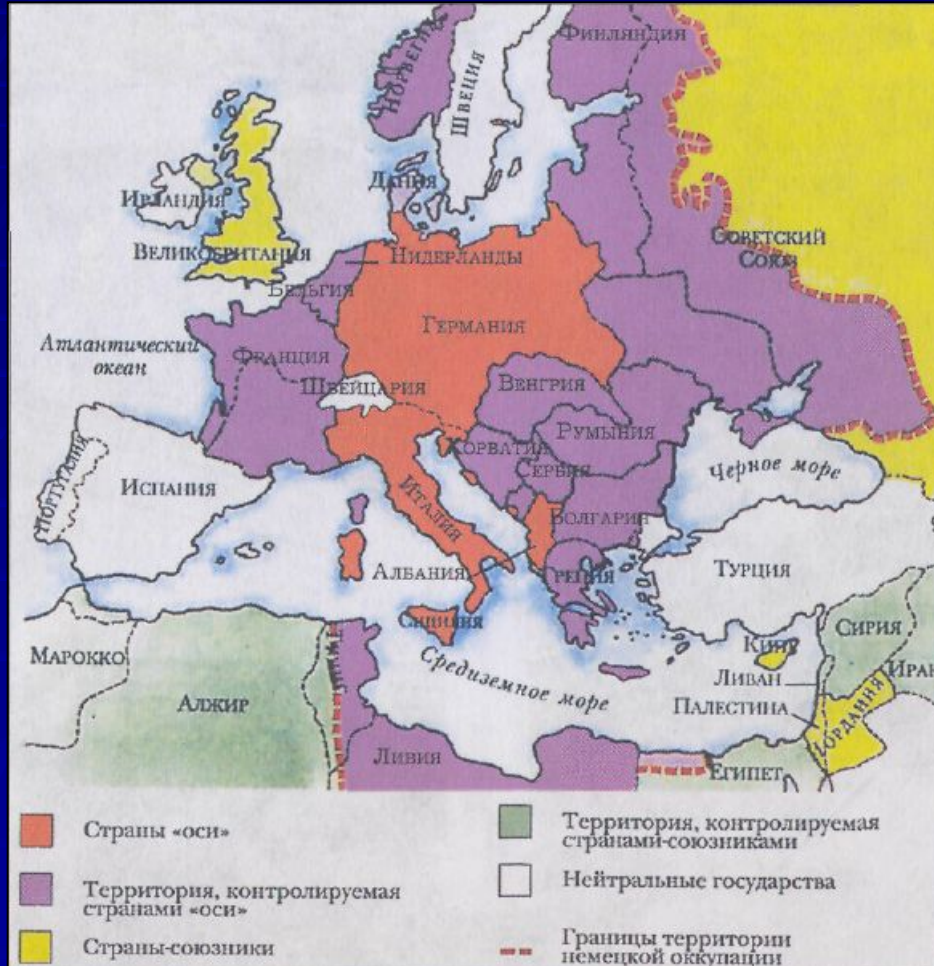 Финляндия
Норвегия
Швеция
Дания
Ирландия
Великобритания
Советский
Союз
Нидерланды
Бельгия
Германия
Атлантический
океан
Франция
Швейцария
Венгрия
Румыния
Хорватия
Сербия
Черное море
Португалия
Испания
Италия
Болгария
Албания
Греция
Турция
Сицилия
Кипр
Сирия
Марокко
Средиземное море
Ливан
Ирак
Алжир
Тунис
Палестина
Иордания
Ливия
Египет
Страны «оси»
Территория, контролируемая
странами «оси»
Страны-союзники
Территория, контролируемая
странами-союзниками
Нейтральные государства
Границы территории
немецкой оккупации